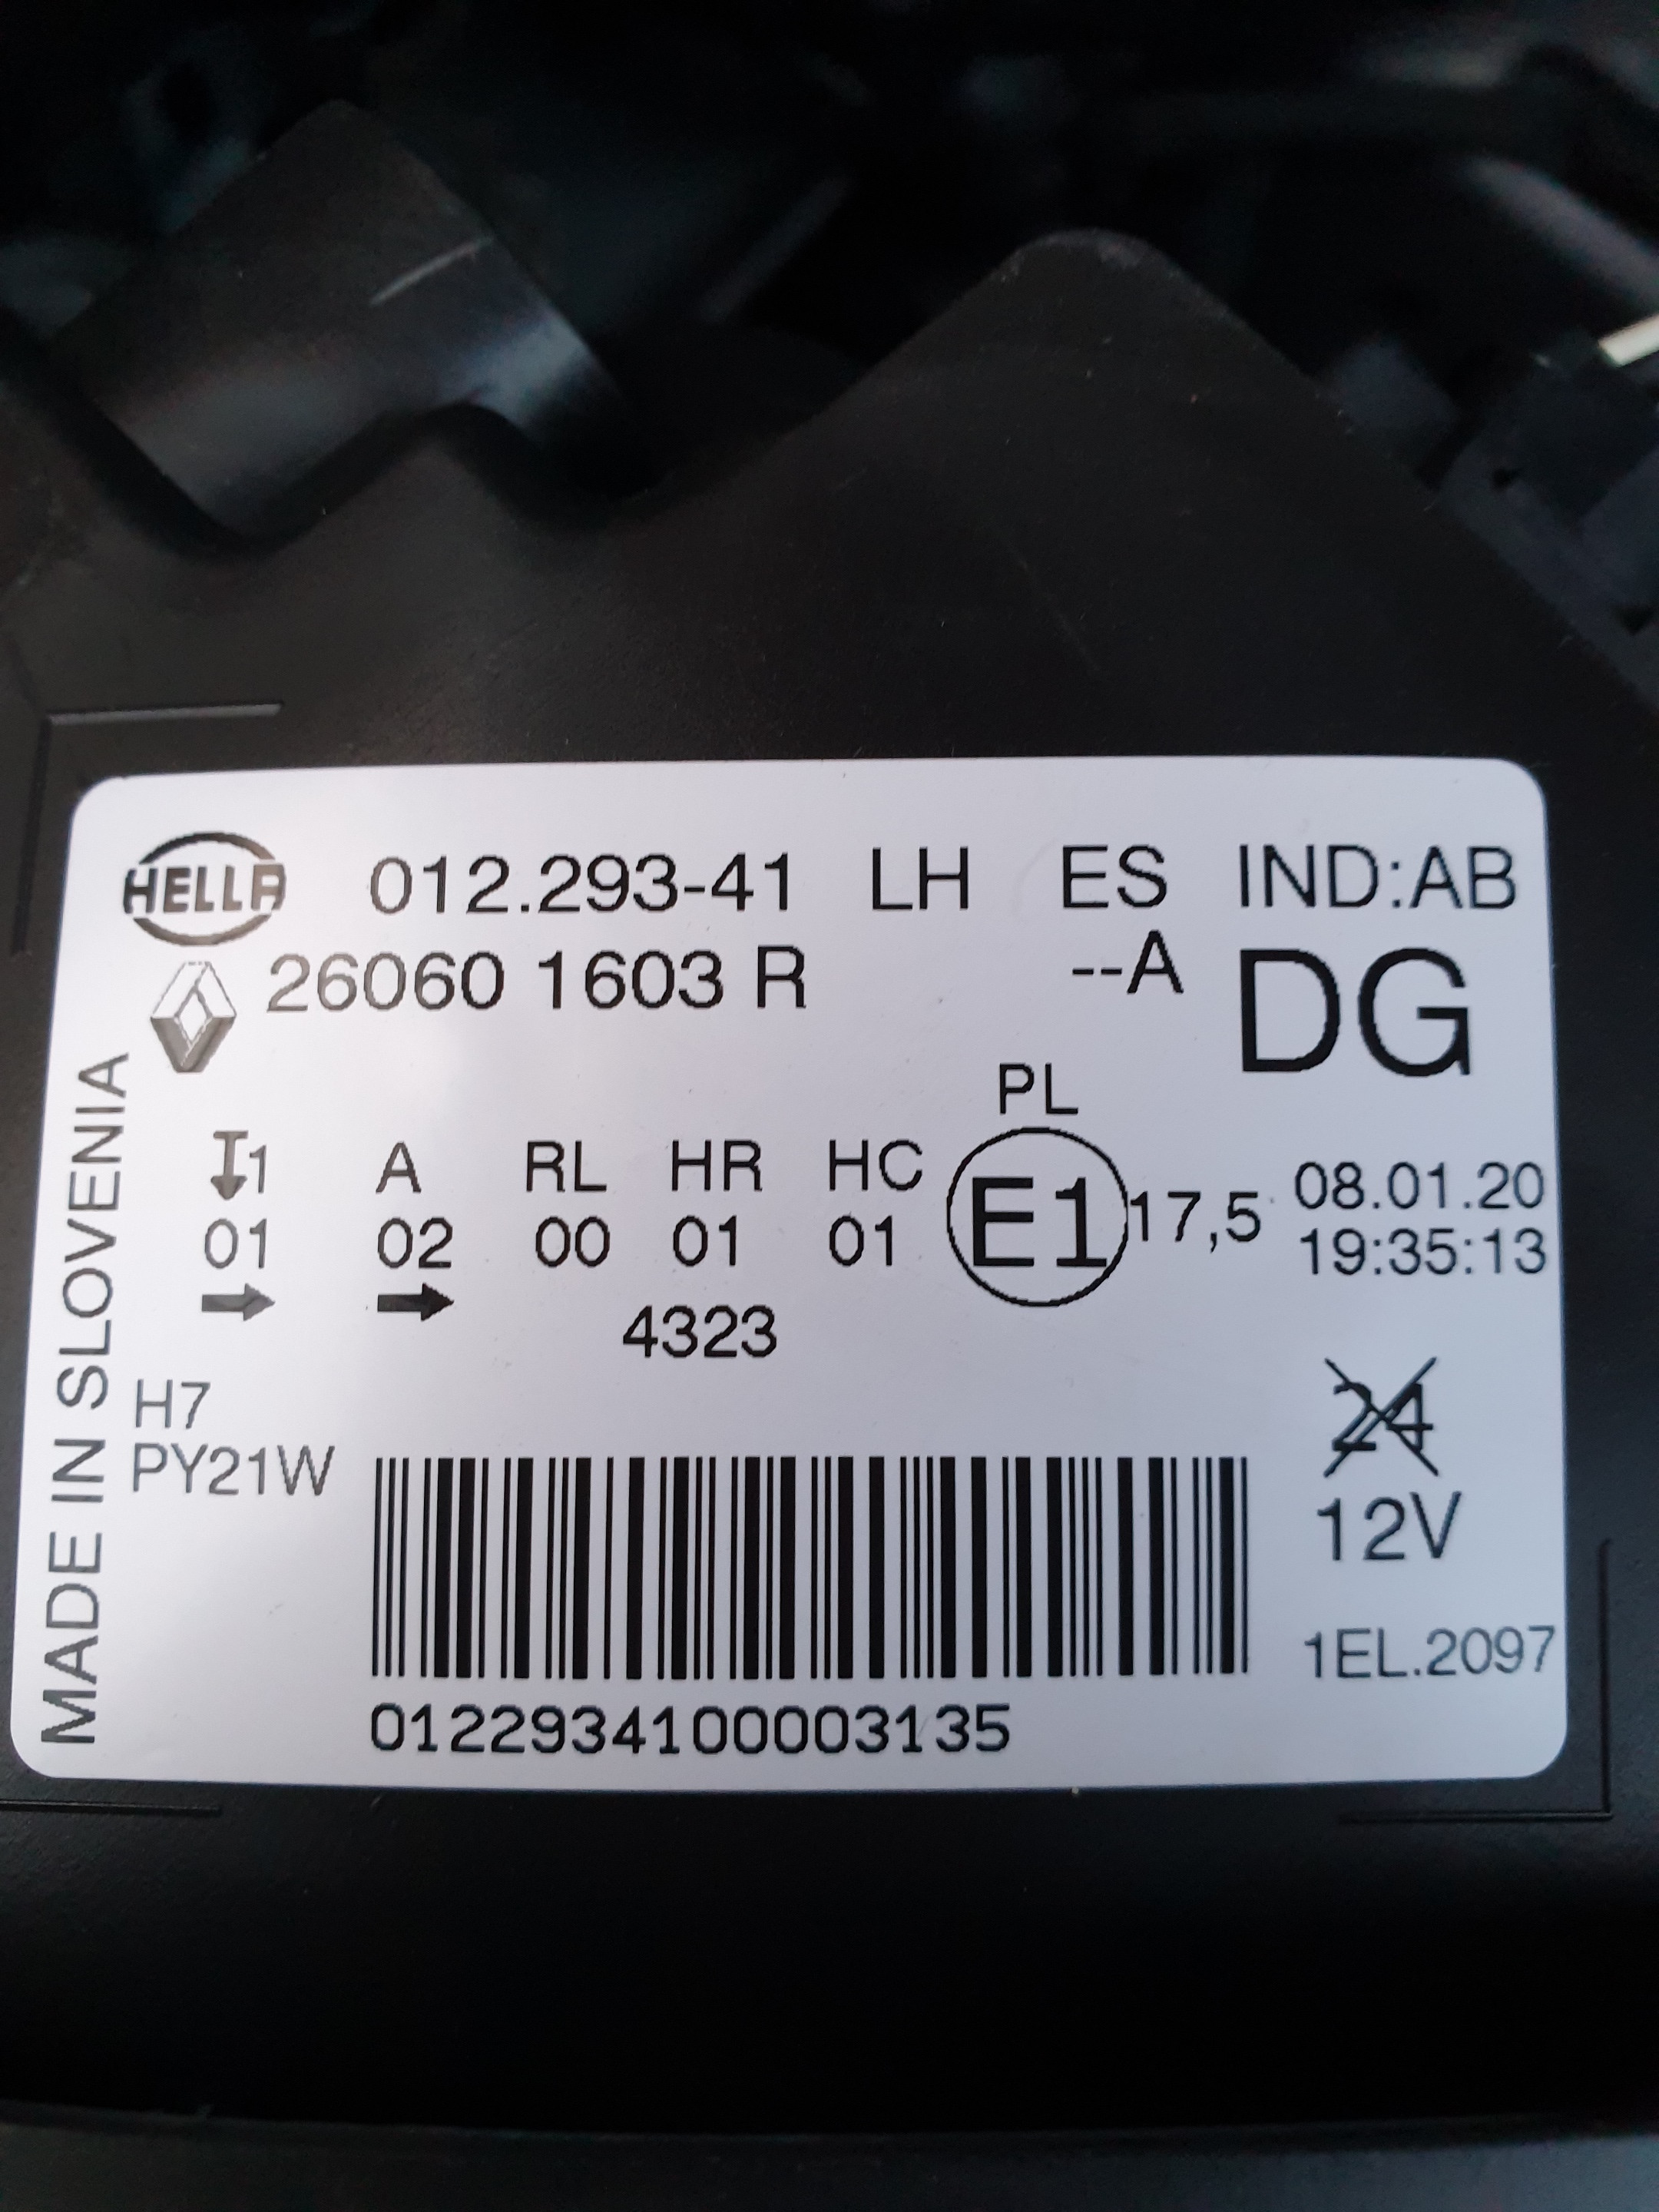 HELLA 012.293-41 LH ES IND:AB
26060 1603 R --A DG
MADE IN SLOVENIA
PL
1 A RL HR HC E1 17,5 08.01.20
01 02 00 01 01 19:35:13
4323
H7
PY21W
24
12V
1EL.2097
0122934100003135